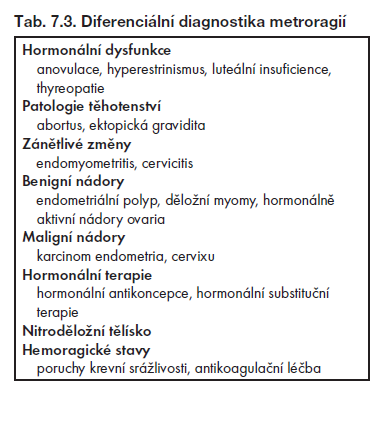 Tab. 7.3. Diferenciální diagnostika metroragií
Hormonální dysfunkce
anovulace, hyperestrinismus, luteální insuficience,
thyreopatie
Patologie těhotenství
abortus, ektopická gravidita
Zánětlivé změny
endomyometritis, cervicitis
Benigní nádory
endometriální polyp, děložní myomy, hormonálně
aktivní nádory ovaria
Maligní nádory
karcinom endometria, cervixu
Hormonální terapie
hormonální antikoncepce, hormonální substituční
terapie
Nitroděložní tělísko
Hemoragické stavy
poruchy krevní srážlivosti, antikoagulační léčba